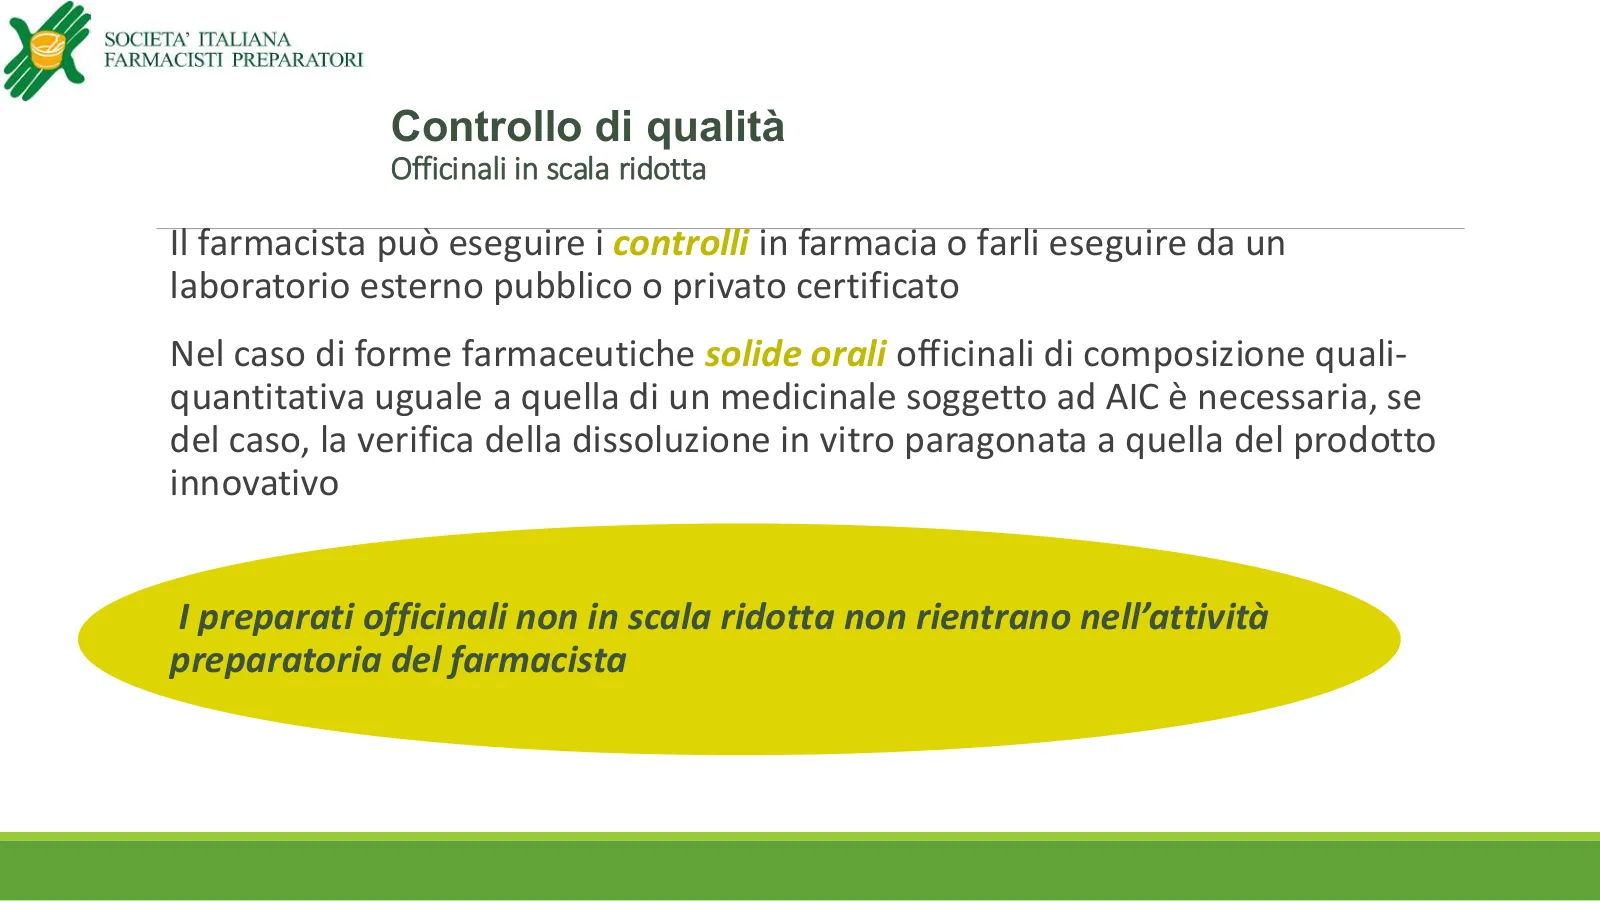 SOCIETA' ITALIANA
FARMACISTI PREPARATORI
Controllo di qualità
Officinali in scala ridotta
Il farmacista può eseguire i controlli in farmacia o farli eseguire da un
laboratorio esterno pubblico o privato certificato
Nel caso di forme farmaceutiche solide orali officinali di composizione quali-
quantitativa uguale a quella di un medicinale soggetto ad AIC è necessaria, se
del caso, la verifica della dissoluzione in vitro paragonata a quella del prodotto
innovativo
I preparati officinali non in scala ridotta non rientrano nell’attività
preparatoria del farmacista